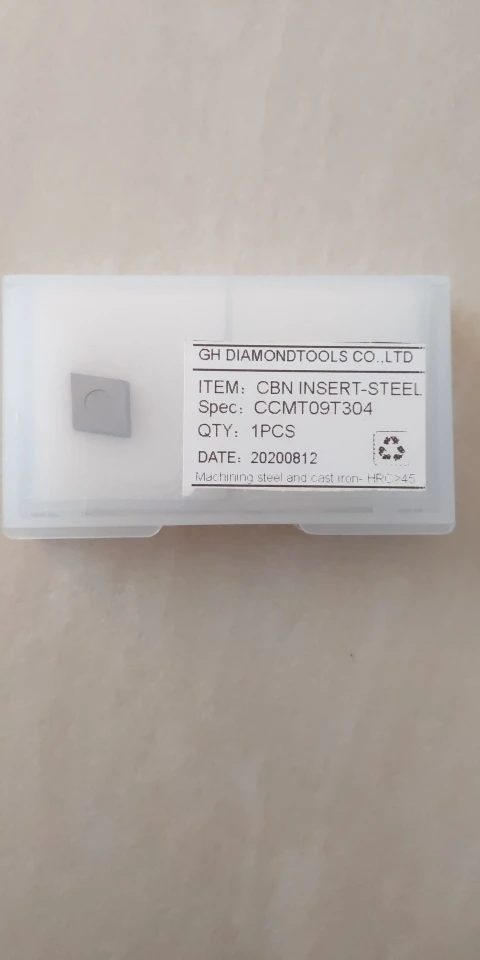 GH DIAMONDTOOLS CO.,LTD
ITEM：CBN INSERT-STEEL
Spec：CCMT09T304
QTY：1PCS
DATE：20200812
Machining steel and cast iron- HRC>45